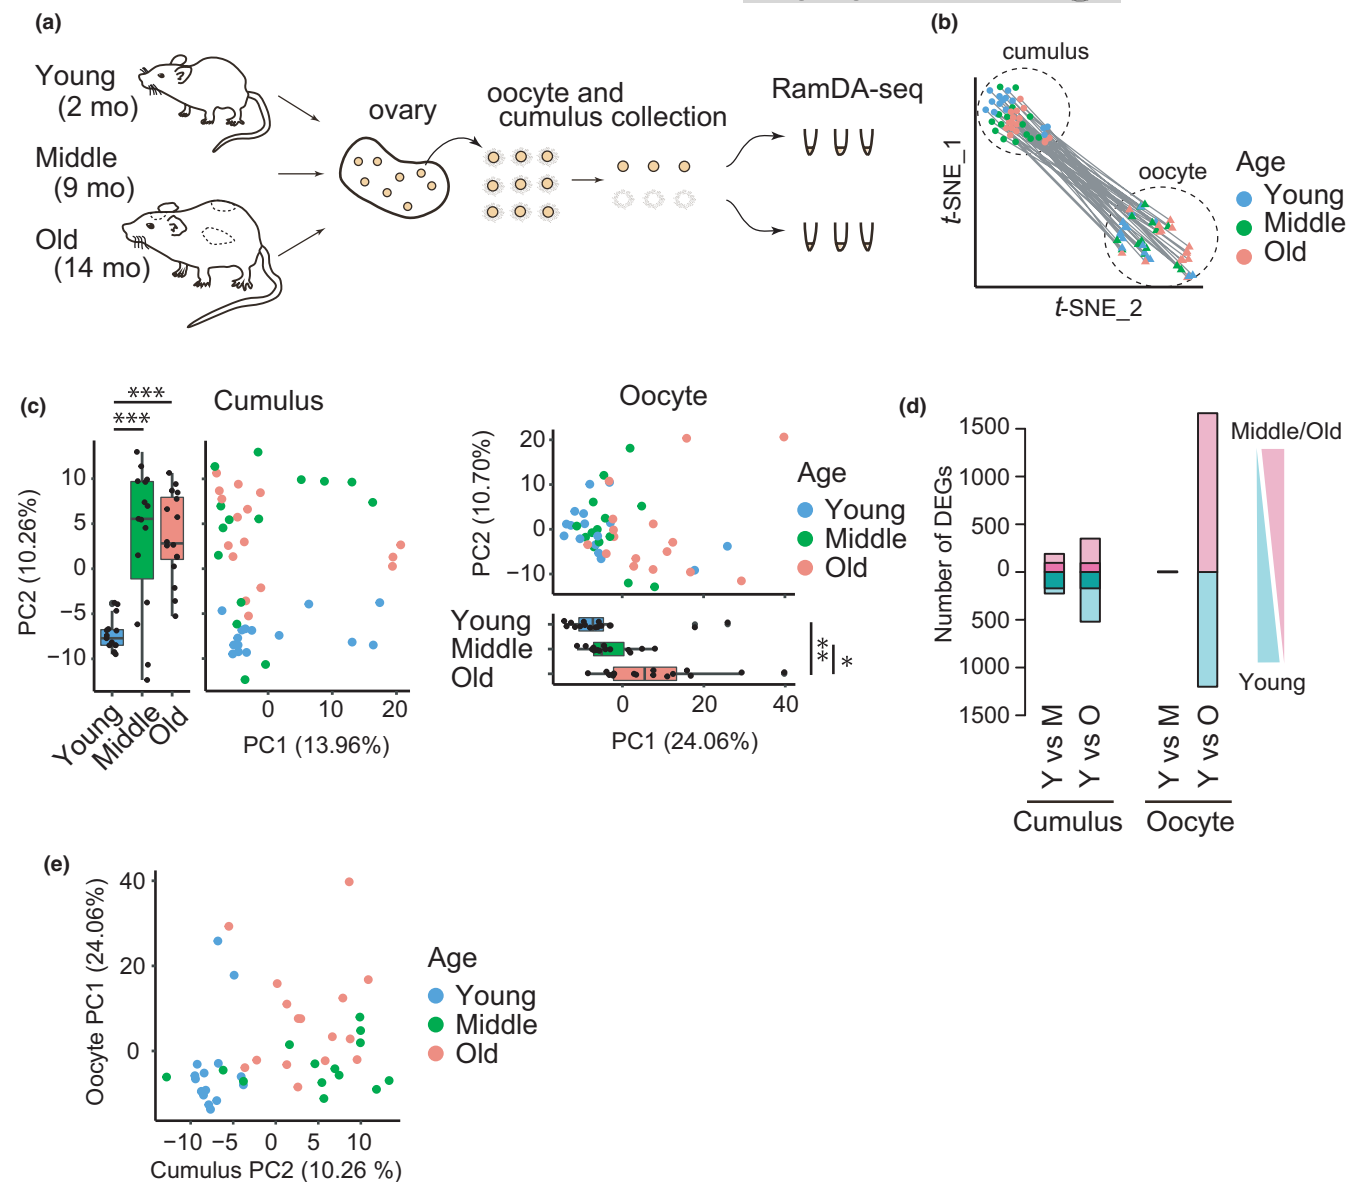 (a)
Young
(2 mo)
Middle
(9 mo)
Old
(14 mo)
ovary
oocyte and
cumulus collection
RamDA-seq
(b)
cumulus
oocyte
t-SNE_1
t-SNE_2
Age
Young
Middle
Old
(c)
***
***
Cumulus
PC2 (10.26%)
10
5
0
−5
−10
Young
Middle
Old
0
10
20
PC1 (13.96%)
Oocyte
PC2 (10.70%)
20
10
0
−10
Age
Young
Middle
Old
Young
Middle
Old
**
*
0
20
40
PC1 (24.06%)
(d)
Number of DEGs
1500
1000
500
0
500
1000
1500
Middle/Old
Young
Y vs M
Y vs O
Y vs M
Y vs O
Cumulus
Oocyte
(e)
Oocyte PC1 (24.06%)
40
20
0
−10 −5 0 5 10
Cumulus PC2 (10.26 %)
Age
Young
Middle
Old